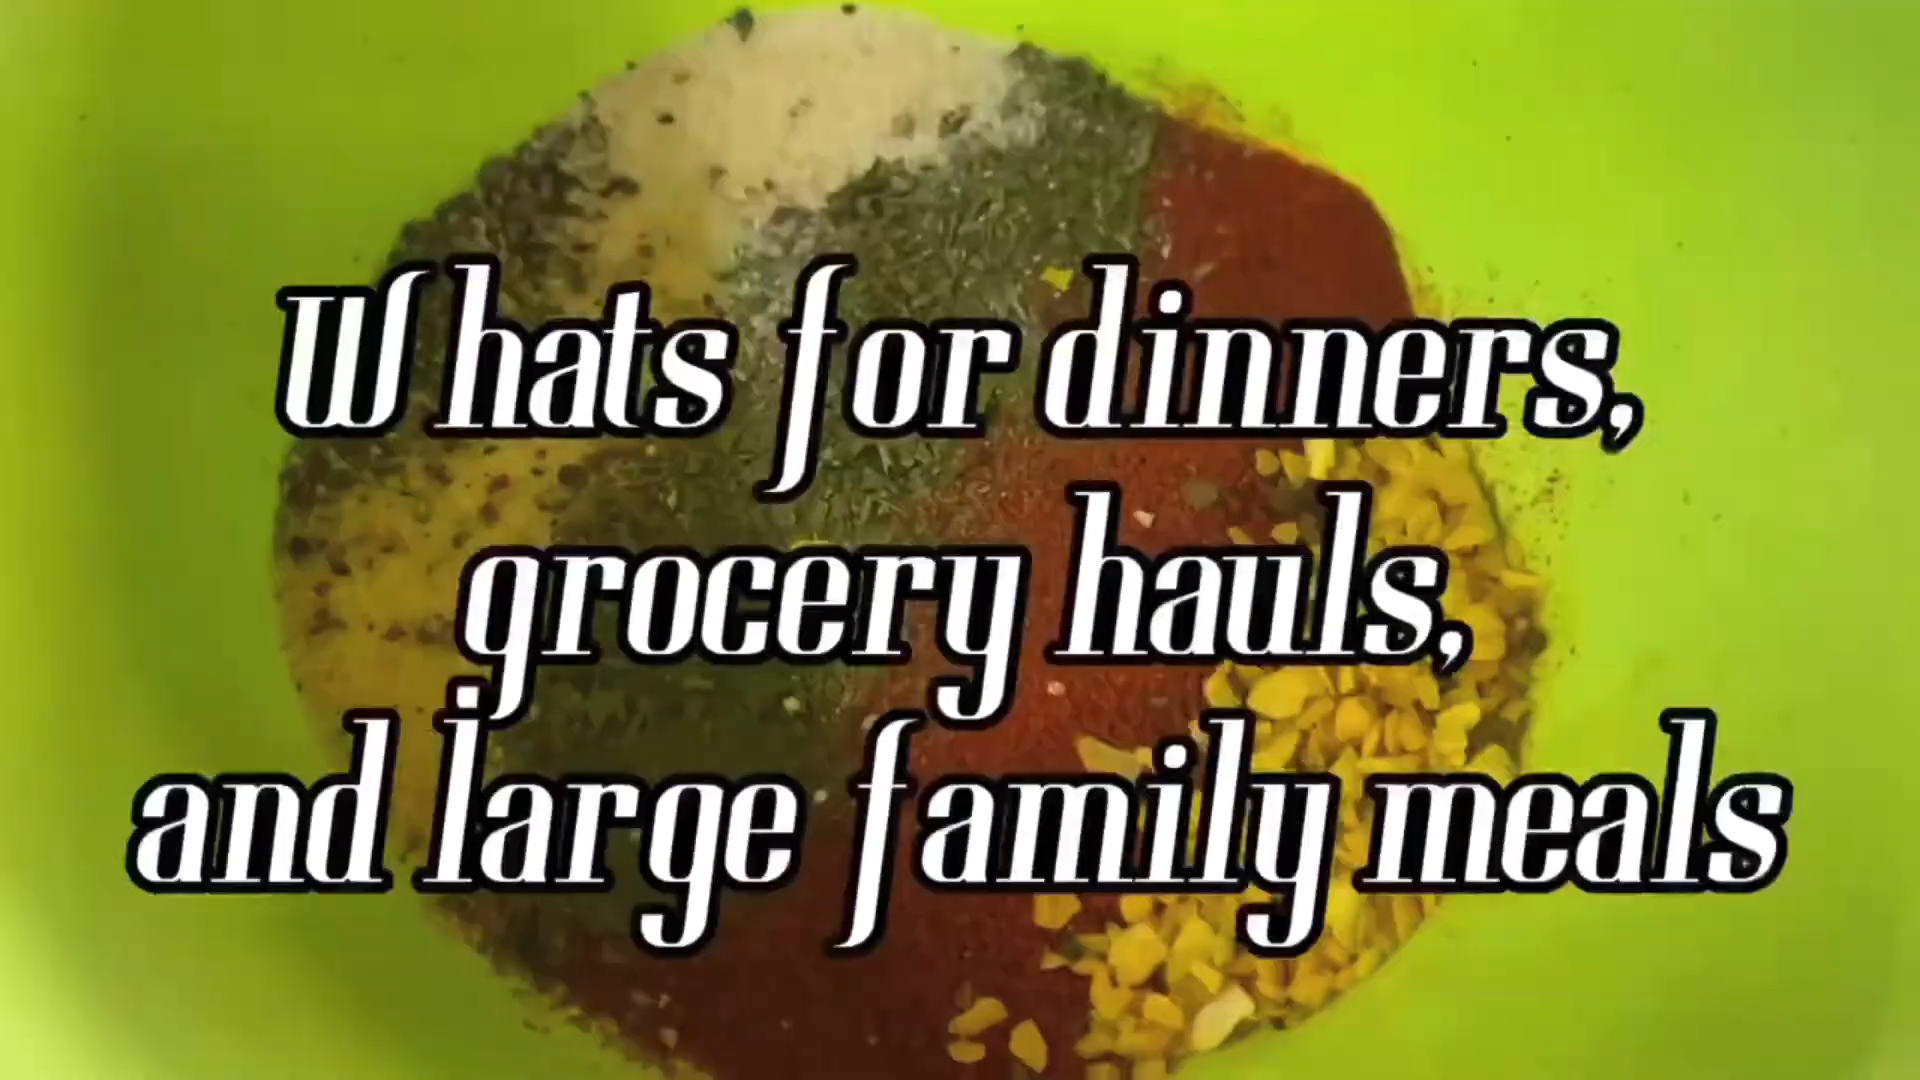 Whats for dinners,
grocery hauls,
and large family meals